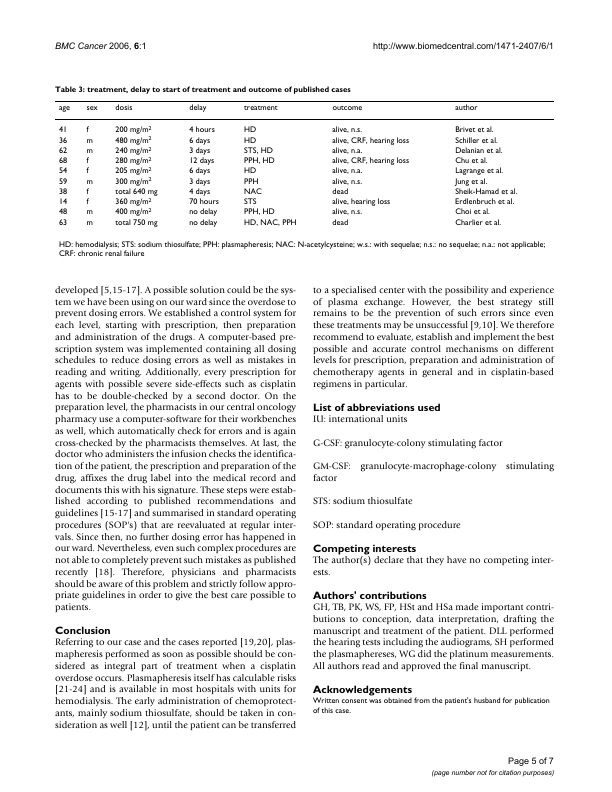 BMC Cancer 2006, 6:1
http://www.biomedcentral.com/1471-2407/6/1
Table 3: treatment, delay to start of treatment and outcome of published cases
age sex dosis delay treatment outcome author
41 f 200 mg/m2 4 hours HD alive, n.s. Brivet et al.
36 m 480 mg/m2 6 days HD alive, CRF, hearing loss Schiller et al.
62 m 240 mg/m2 3 days STS, HD alive, n.a. Delanian et al.
68 f 280 mg/m2 12 days PPH, HD alive, CRF, hearing loss Chu et al.
54 f 205 mg/m2 6 days HD alive, n.a. Lagrange et al.
59 m 300 mg/m2 3 days PPH alive, n.s. Jung et al.
38 f total 640 mg 4 days NAC dead Sheik-Hamad et al.
14 f 360 mg/m2 70 hours STS alive, hearing loss Erdlenbruch et al.
48 m 400 mg/m2 no delay PPH, HD alive, n.s. Choi et al.
63 m total 750 mg no delay HD, NAC, PPH dead Charlier et al.
HD: hemodialysis; STS: sodium thiosulfate; PPH: plasmapheresis; NAC: N-acetylcysteine; w.s.: with sequelae; n.s.: no sequelae; n.a.: not applicable;
CRF: chronic renal failure
developed [5,15-17]. A possible solution could be the sys-
tem we have been using on our ward since the overdose to
prevent dosing errors. We established a control system for
each level, starting with prescription, then preparation
and administration of the drugs. A computer-based pre-
scription system was implemented containing all dosing
schedules to reduce dosing errors as well as mistakes in
reading and writing. Additionally, every prescription for
agents with possible severe side-effects such as cisplatin
has to be double-checked by a second doctor. On the
preparation level, the pharmacists in our central oncology
pharmacy use a computer-software for their workbenches
as well, which automatically check for errors and is again
cross-checked by the pharmacists themselves. At last, the
doctor who administers the infusion checks the identifica-
tion of the patient, the prescription and preparation of the
drug, affixes the drug label into the medical record and
documents this with his signature. These steps were estab-
lished according to published recommendations and
guidelines [15-17] and summarised in standard operating
procedures (SOP's) that are reevaluated at regular inter-
vals. Since then, no further dosing error has happened in
our ward. Nevertheless, even such complex procedures are
not able to completely prevent such mistakes as published
recently [18]. Therefore, physicians and pharmacists
should be aware of this problem and strictly follow appro-
priate guidelines in order to give the best care possible to
patients.
Conclusion
Referring to our case and the cases reported [19,20], plas-
mapheresis performed as soon as possible should be con-
sidered as integral part of treatment when a cisplatin
overdose occurs. Plasmapheresis itself has calculable risks
[21-24] and is available in most hospitals with units for
hemodialysis. The early administration of chemoprotect-
ants, mainly sodium thiosulfate, should be taken in con-
sideration as well [12], until the patient can be transferred
to a specialised center with the possibility and experience
of plasma exchange. However, the best strategy still
remains to be the prevention of such errors since even
these treatments may be unsuccessful [9,10]. We therefore
recommend to evaluate, establish and implement the best
possible and accurate control mechanisms on different
levels for prescription, preparation and administration of
chemotherapy agents in general and in cisplatin-based
regimens in particular.
List of abbreviations used
IU: international units
G-CSF: granulocyte-colony stimulating factor
GM-CSF: granulocyte-macrophage-colony stimulating
factor
STS: sodium thiosulfate
SOP: standard operating procedure
Competing interests
The author(s) declare that they have no competing inter-
ests.
Authors' contributions
GH, TB, PK, WS, FP, HSt and HSa made important contri-
butions to conception, data interpretation, drafting the
manuscript and treatment of the patient. DLL performed
the hearing tests including the audiograms, SH performed
the plasmaphereses, WG did the platinum measurements.
All authors read and approved the final manuscript.
Acknowledgements
Written consent was obtained from the patient's husband for publication
of this case.
Page 5 of 7
(page number not for citation purposes)